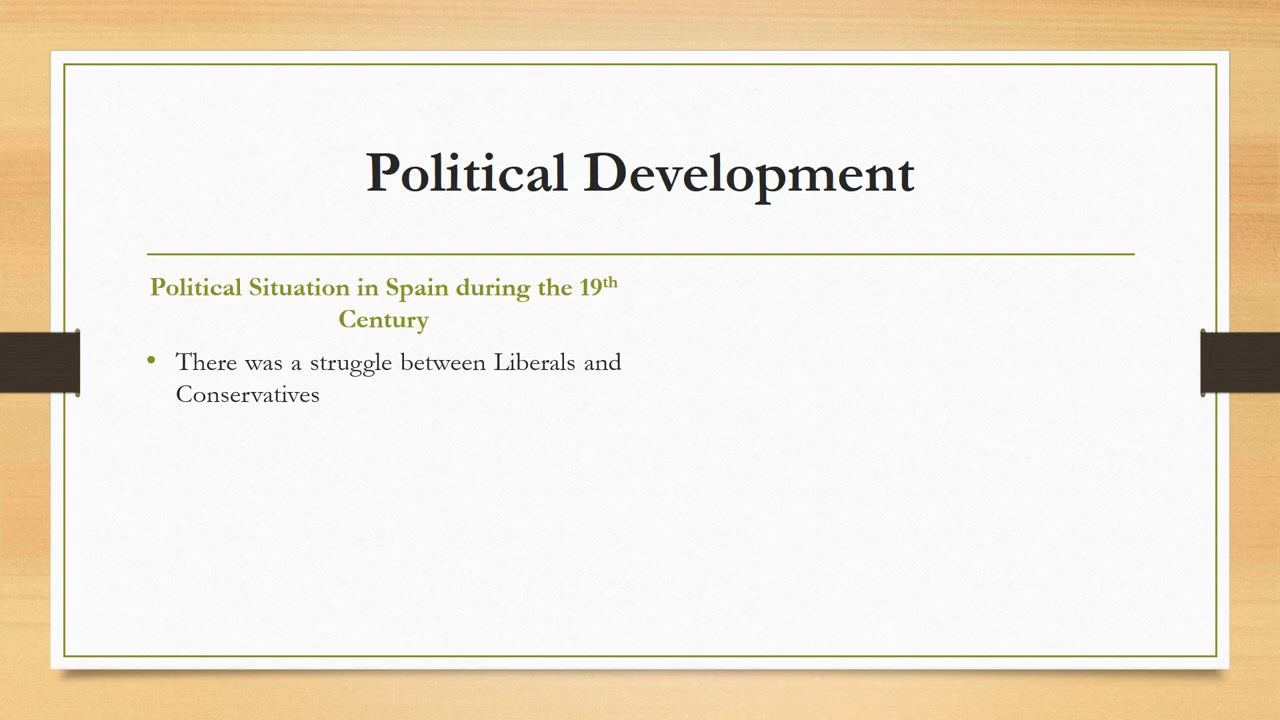 Political Development
Political Situation in Spain during the 19th
Century
• There was a struggle between Liberals and
Conservatives